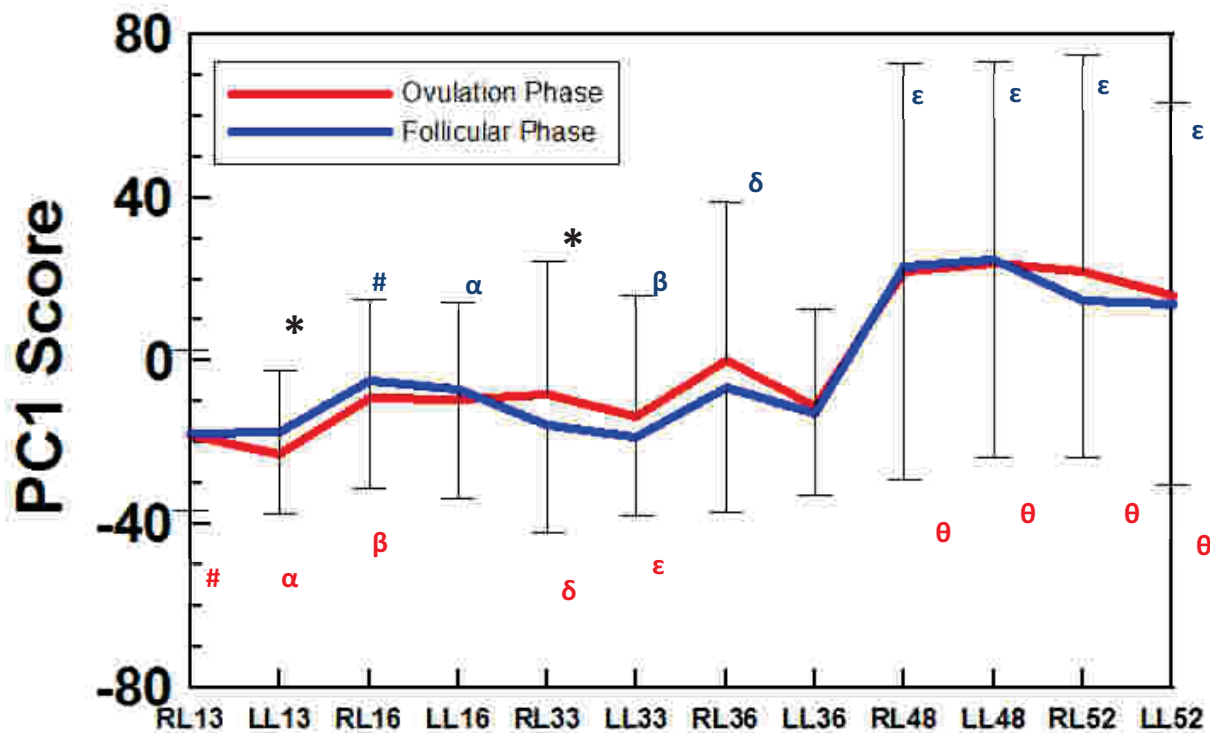 80
Ovulation Phase
Follicular Phase
ε ε ε
ε
40
δ
*
# α β
*
0
PC1 Score
-40
θ θ θ
β
θ
# α δ ε
-80
RL13 LL13 RL16 LL16 RL33 LL33 RL36 LL36 RL48 LL48 RL52 LL52